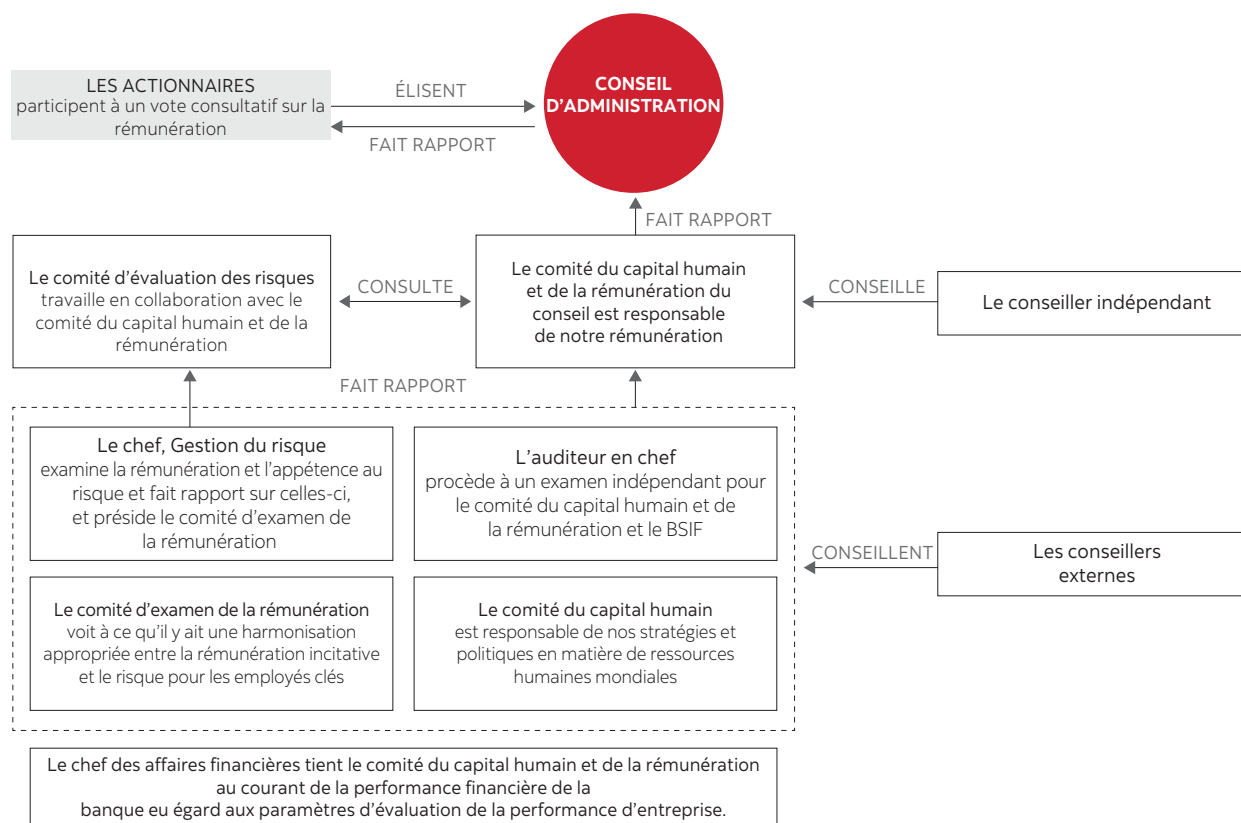 LES ACTIONNAIRES
participent à un vote consultatif sur la
rémunération
ÉLISENT
FAIT RAPPORT
CONSEIL
D'ADMINISTRATION
FAIT RAPPORT
Le comité d'évaluation des risques
travaille en collaboration avec le
comité du capital humain et de la
rémunération
CONSULTE
Le comité du capital humain
et de la rémunération du
conseil est responsable
de notre rémunération
CONSEILLE
Le conseiller indépendant
FAIT RAPPORT
Le chef, Gestion du risque
examine la rémunération et l'appétence au
risque et fait rapport sur celles-ci,
et préside le comité d'examen de
la rémunération
L'auditeur en chef
procède à un examen indépendant pour
le comité du capital humain et de
la rémunération et le BSIF
CONSEILLENT
Les conseillers
externes
Le comité d'examen de la rémunération
voit à ce qu'il y ait une harmonisation
appropriée entre la rémunération incitative
et le risque pour les employés clés
Le comité du capital humain
est responsable de nos stratégies et
politiques en matière de ressources
humaines mondiales
Le chef des affaires financières tient le comité du capital humain et de la rémunération
au courant de la performance financière de la
banque eu égard aux paramètres d'évaluation de la performance d'entreprise.